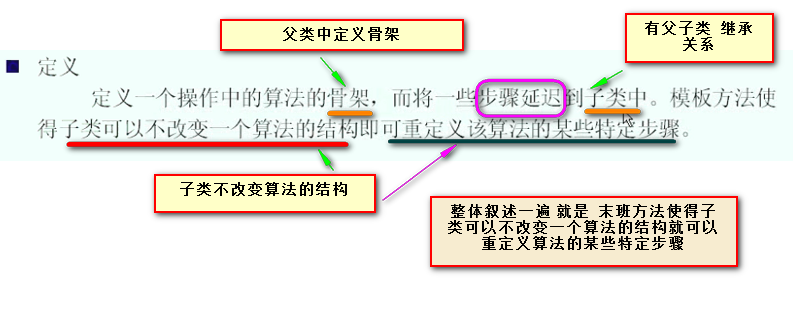 父类中定义骨架
有父子类 继承
关系
■ 定义
定义一个操作中的算法的骨架，而将一些步骤延迟到子类中。模板方法使
得子类可以不改变一个算法的结构即可重定义该算法的某些特定步骤。
子类不改变算法的结构
整体叙述一遍 就是 末班方法使得子
类可以不改变一个算法的结构就可以
重定义算法的某些特定步骤